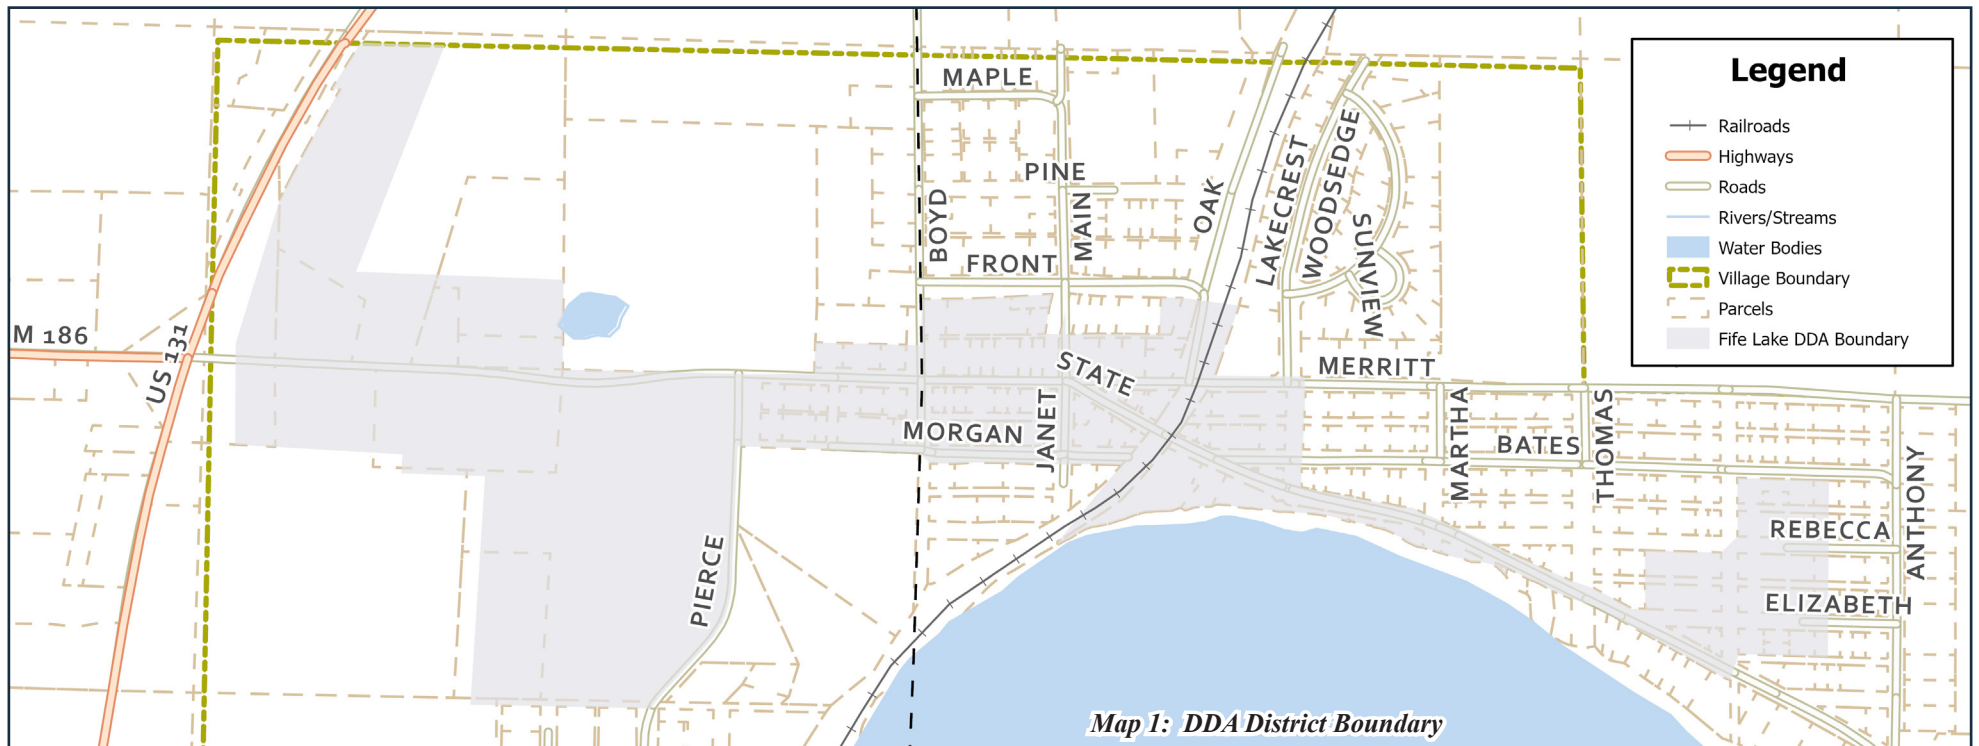 MAPLE
PINE
BOYD
MAIN
FRONT
OAK
LAKECREST
WOODSEDGE
SUNVIEW
M 186
US 131
STATE
MERRITT
JANET
MORGAN
MARTHA
BATES
THOMAS
ANTHONY
REBECCA
ELIZABETH
PIERCE
Legend
Railroads
Highways
Roads
Rivers/Streams
Water Bodies
Village Boundary
Parcels
Fife Lake DDA Boundary
Map 1: DDA District Boundary